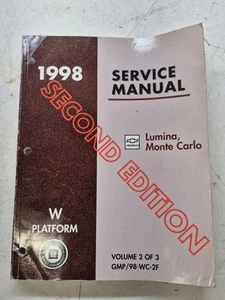 1998
SERVICE
MANUAL
SECOND EDITION
Lumina,
Monte Carlo
W
PLATFORM
VOLUME 2 OF 3
GMP/98-WC-2F